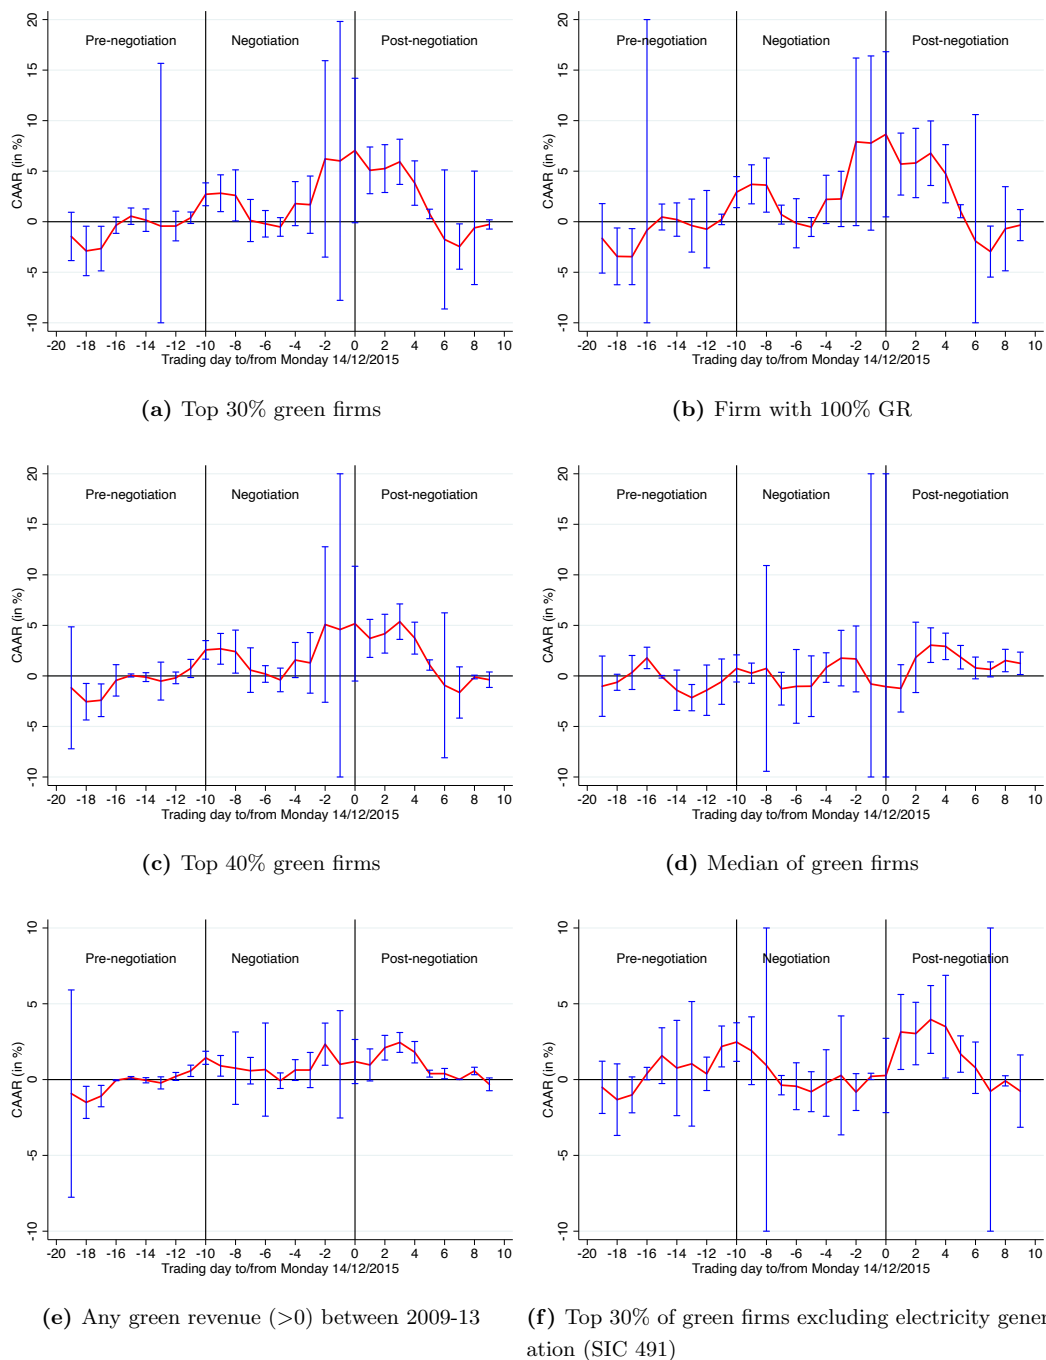 20
15
10
5
0
-5
-10
CAAR (in %)
Pre-negotiation Negotiation Post-negotiation
-20 -18 -16 -14 -12 -10 -8 -6 -4 -2 0 2 4 6 8 10
Trading day to/from Monday 14/12/2015
(a) Top 30% green firms
20
15
10
5
0
-5
-10
CAAR (in %)
Pre-negotiation Negotiation Post-negotiation
-20 -18 -16 -14 -12 -10 -8 -6 -4 -2 0 2 4 6 8 10
Trading day to/from Monday 14/12/2015
(b) Firm with 100% GR
20
15
10
5
0
-5
-10
CAAR (in %)
Pre-negotiation Negotiation Post-negotiation
-20 -18 -16 -14 -12 -10 -8 -6 -4 -2 0 2 4 6 8 10
Trading day to/from Monday 14/12/2015
(c) Top 40% green firms
20
15
10
5
0
-5
-10
CAAR (in %)
Pre-negotiation Negotiation Post-negotiation
-20 -18 -16 -14 -12 -10 -8 -6 -4 -2 0 2 4 6 8 10
Trading day to/from Monday 14/12/2015
(d) Median of green firms
10
5
0
-5
-10
CAAR (in %)
Pre-negotiation Negotiation Post-negotiation
-20 -18 -16 -14 -12 -10 -8 -6 -4 -2 0 2 4 6 8 10
Trading day to/from Monday 14/12/2015
(e) Any green revenue (>0) between 2009-13
10
5
0
-5
-10
CAAR (in %)
Pre-negotiation Negotiation Post-negotiation
-20 -18 -16 -14 -12 -10 -8 -6 -4 -2 0 2 4 6 8 10
Trading day to/from Monday 14/12/2015
(f) Top 30% of green firms excluding electricity gener
ation (SIC 491)